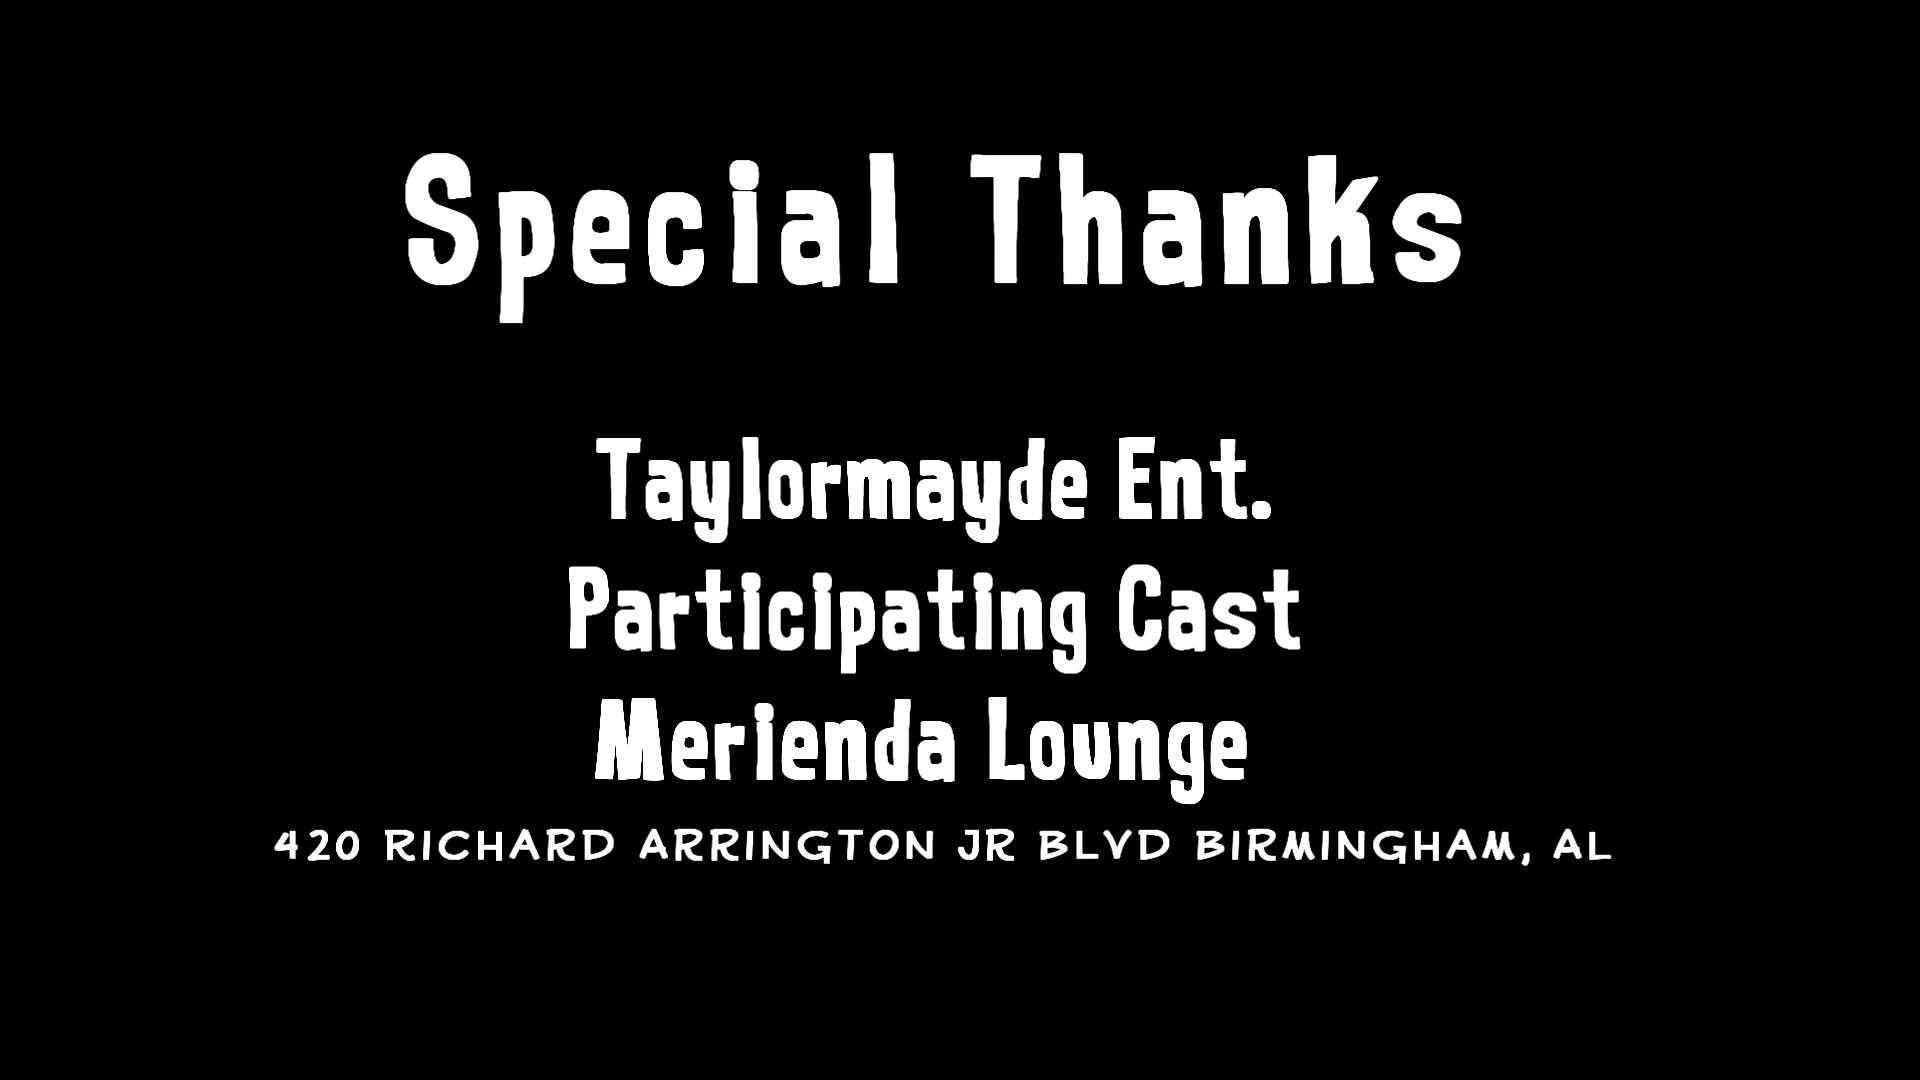 Special Thanks
Taylormayde Ent.
Participating Cast
Merienda Lounge
420 RICHARD ARRINGTON JR BLVD BIRMINGHAM, AL